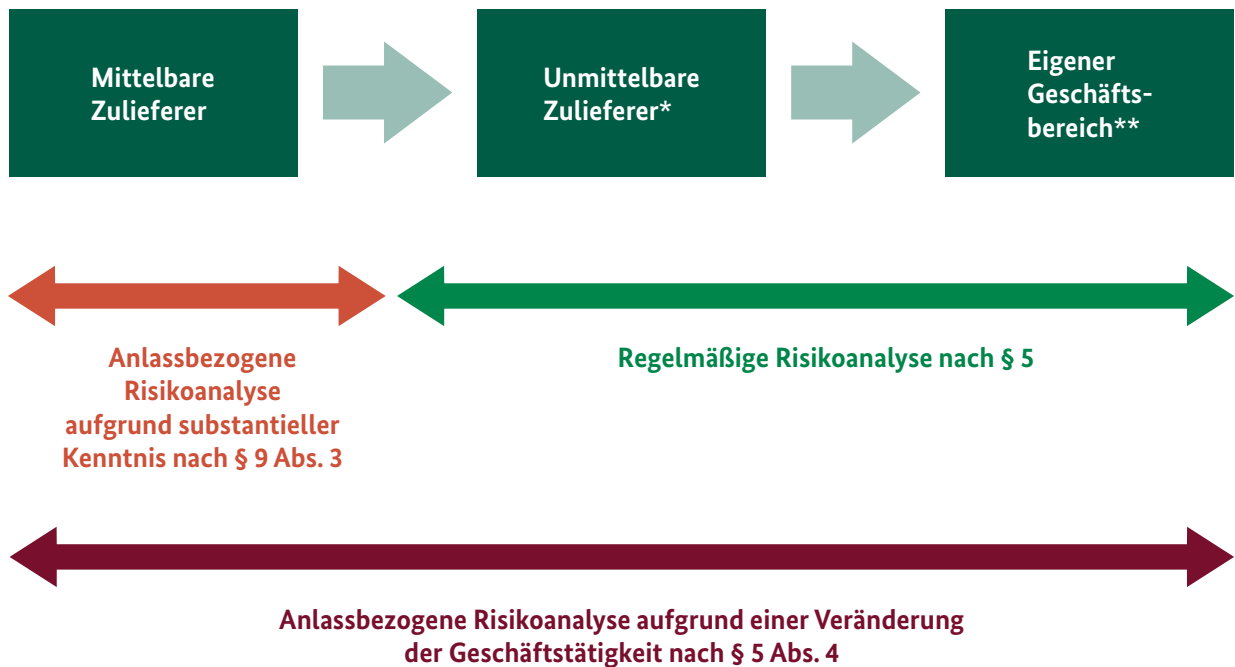 Mittelbare
Zulieferer
Unmittelbare
Zulieferer*
Eigener
Geschäfts-
bereich**
Anlassbezogene
Risikoanalyse
aufgrund substantieller
Kenntnis nach § 9 Abs. 3
Regelmäßige Risikoanalyse nach § 5
Anlassbezogene Risikoanalyse aufgrund einer Veränderung
der Geschäftstätigkeit nach § 5 Abs. 4